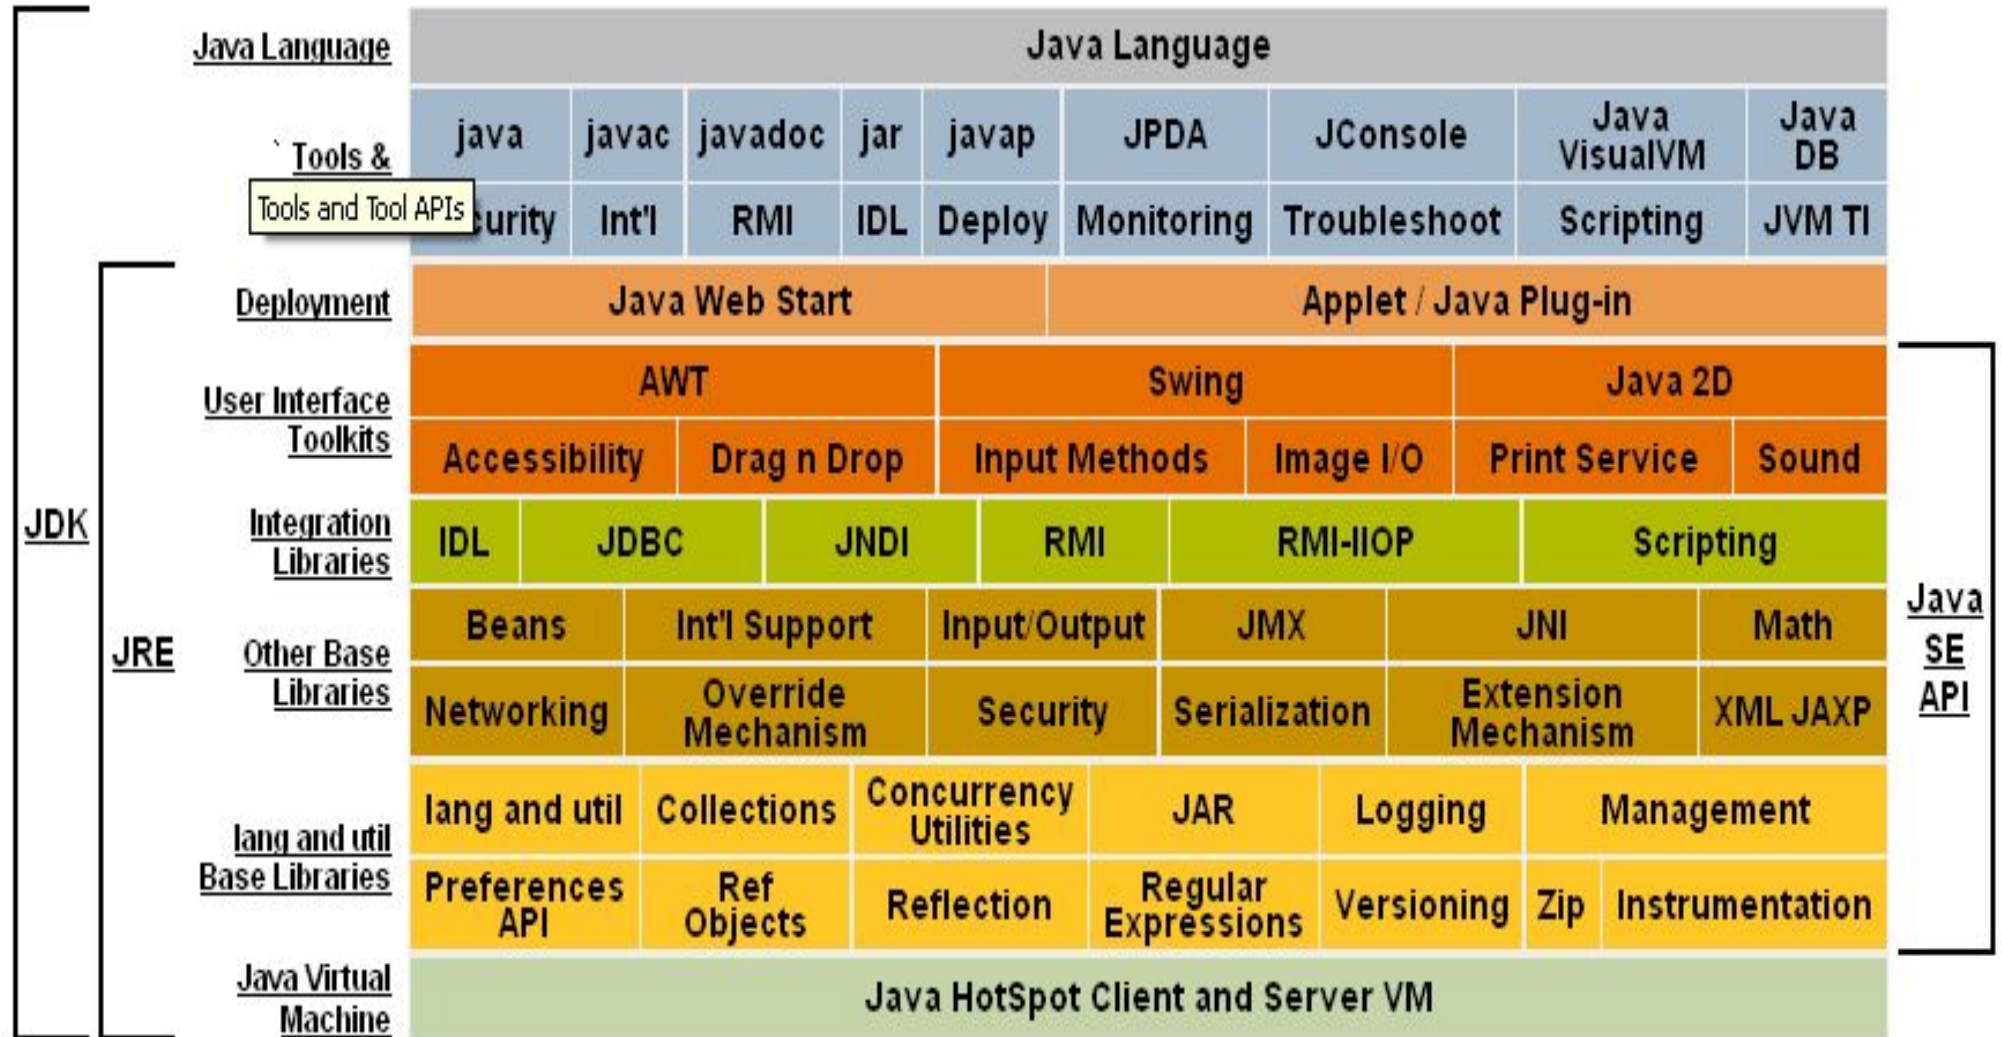 Java Language
Java Language
java javac javadoc jar javap JPDA JConsole Java VisualVM Java DB
` Tools &
Tools and Tool APIs
curity Int'l RMI IDL Deploy Monitoring Troubleshoot Scripting JVM TI
Deployment
Java Web Start Applet / Java Plug-in
User Interface
Toolkits
AWT Swing Java 2D
Accessibility Drag n Drop Input Methods Image I/O Print Service Sound
JDK
Integration
Libraries
IDL JDBC JNDI RMI RMI-IIOP Scripting
JRE
Other Base
Libraries
Beans Int'l Support Input/Output JMX JNI Math
Networking Override Mechanism Security Serialization Extension Mechanism XML JAXP
Java
SE
API
lang and util
Base Libraries
lang and util Collections Concurrency Utilities JAR Logging Management
Preferences API Ref Objects Reflection Regular Expressions Versioning Zip Instrumentation
Java Virtual
Machine
Java HotSpot Client and Server VM